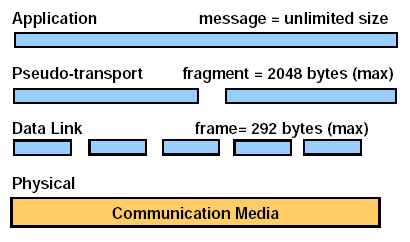 Application message = unlimited size
Pseudo-transport fragment = 2048 bytes (max)
Data Link frame= 292 bytes (max)
Physical
Communication Media